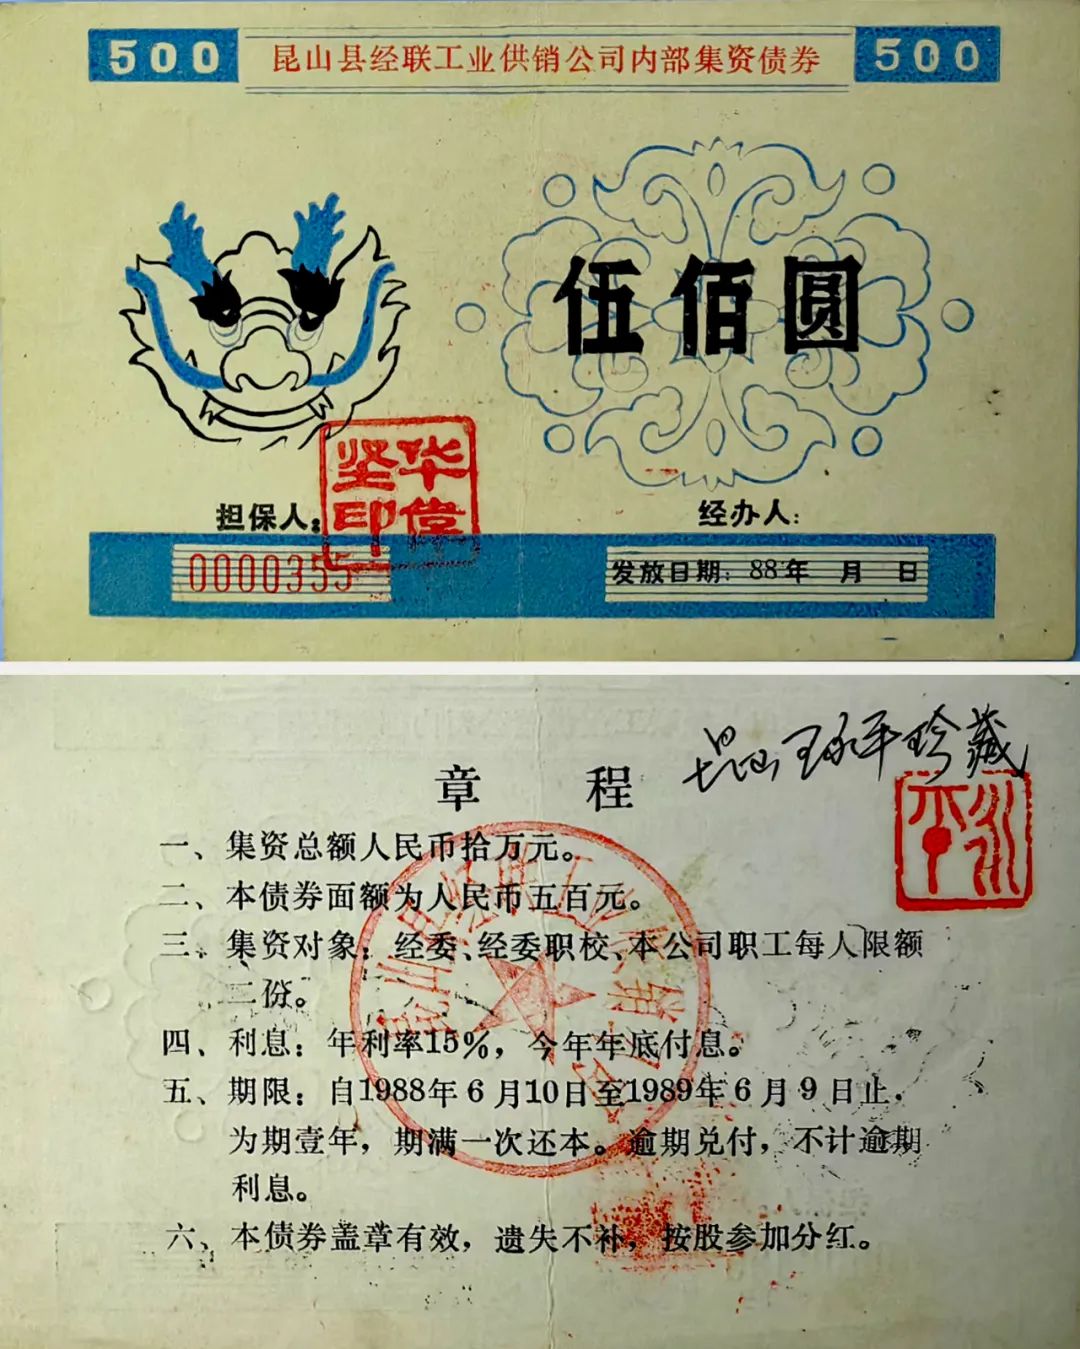 500
昆山县经联工业供销公司内部集资债券
500
伍佰圆
担保人:
经办人:
0000355
发放日期: 88年 月 日
昆山 珍藏
章 程
一、集资总额人民币拾万元。
二、本债券面额为人民币五百元。
三、集资对象:经委、经委职校、本公司职工每人限额
二份。
四、利息:年利率15%,今年年底付息。
五、期限:自1988年6月10日至1989年6月9日止,
为期壹年,期满一次还本。逾期兑付,不计逾期
利息。
六、本债券盖章有效,遗失不补,按股参加分红。